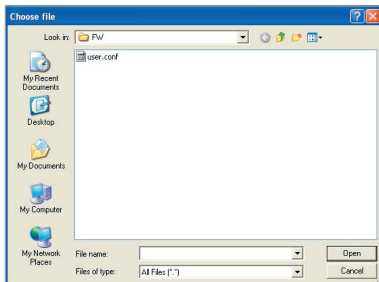 Choose file
Look in: FW
user.conf
My Recent
Documents
Desktop
My Documents
My Computer
My Network
Places
File name: Open
Files of type: All Files (*.*) Cancel